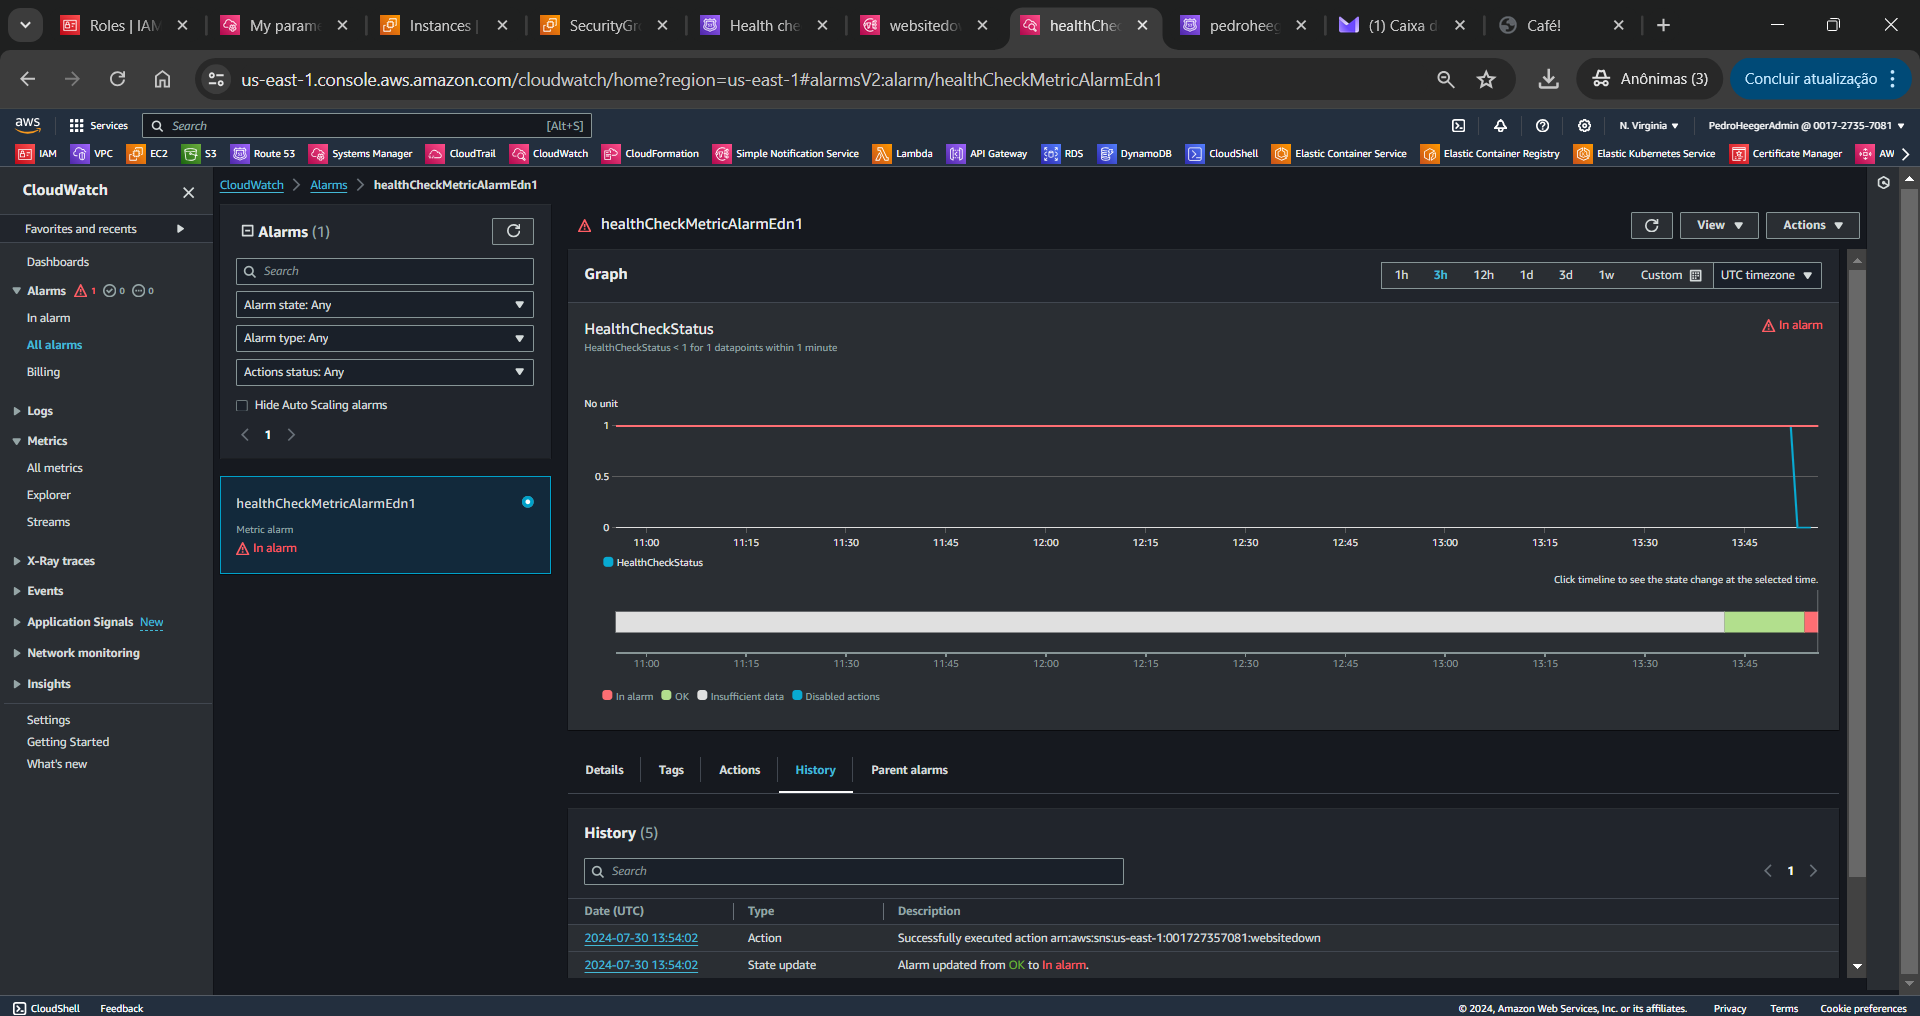 Roles | IAM
My parame
Instances |
SecurityGro
Health che
websitedow
healthChec
pedroheeg
(1) Caixa d
Café!
us-east-1.console.aws.amazon.com/cloudwatch/home?region=us-east-1#alarmsV2:alarm/healthCheckMetricAlarmEdn1
Anônimas (3)
Concluir atualização
aws
Services
Search
[Alt+S]
N. Virginia
PedroHeegerAdmin @ 0017-2735-7081
IAM
VPC
EC2
S3
Route 53
Systems Manager
CloudTrail
CloudWatch
CloudFormation
Simple Notification Service
Lambda
API Gateway
RDS
DynamoDB
CloudShell
Elastic Container Service
Elastic Container Registry
Elastic Kubernetes Service
Certificate Manager
AW
CloudWatch
Favorites and recents
Dashboards
Alarms 1 0 0
In alarm
All alarms
Billing
Logs
Metrics
All metrics
Explorer
Streams
X-Ray traces
Events
Application Signals New
Network monitoring
Insights
Settings
Getting Started
What's new
CloudWatch
Alarms
healthCheckMetricAlarmEdn1
Alarms (1)
Search
Alarm state: Any
Alarm type: Any
Actions status: Any
Hide Auto Scaling alarms
1
healthCheckMetricAlarmEdn1
Metric alarm
In alarm
healthCheckMetricAlarmEdn1
View
Actions
Graph
1h
3h
12h
1d
3d
1w
Custom
UTC timezone
HealthCheckStatus
In alarm
HealthCheckStatus < 1 for 1 datapoints within 1 minute
No unit
1
0.5
0
11:00 11:15 11:30 11:45 12:00 12:15 12:30 12:45 13:00 13:15 13:30 13:45
HealthCheckStatus
Click timeline to see the state change at the selected time.
11:00 11:15 11:30 11:45 12:00 12:15 12:30 12:45 13:00 13:15 13:30 13:45
In alarm OK Insufficient data Disabled actions
Details
Tags
Actions
History
Parent alarms
History (5)
Search
1
Date (UTC) Type Description
2024-07-30 13:54:02 Action Successfully executed action arn:aws:sns:us-east-1:001727357081:websitedown
2024-07-30 13:54:02 State update Alarm updated from OK to In alarm.
CloudShell
Feedback
© 2024, Amazon Web Services, Inc. or its affiliates.
Privacy
Terms
Cookie preferences